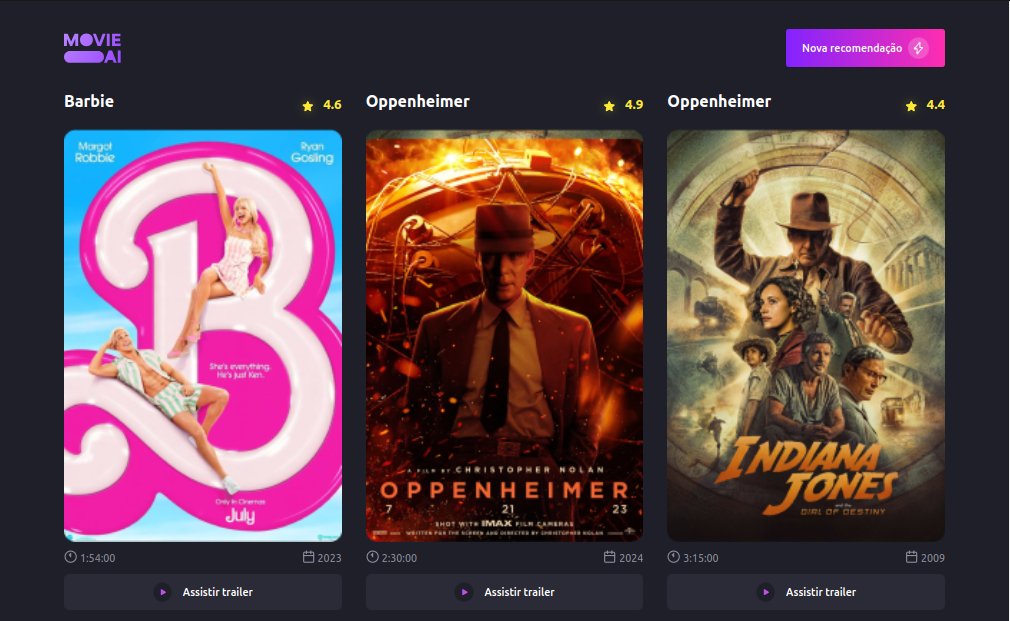 MOVIE
AI
Nova recomendação
Barbie
4.6
Oppenheimer
4.9
Oppenheimer
4.4
Margot
Robbie
Ryan
Gosling
She's everything.
He's just Ken.
Only in Cinemas
July
A FILM BY CHRISTOPHER NOLAN
OPPENHEIMER
7 21 23
SHOT WITH IMAX FILM CAMERAS
WRITTEN FOR THE SCREEN AND DIRECTED BY CHRISTOPHER NOLAN
INDIANA
JONES
and the
DIAL OF DESTINY
1:54:00
2023
2:30:00
2024
3:15:00
2009
Assistir trailer
Assistir trailer
Assistir trailer